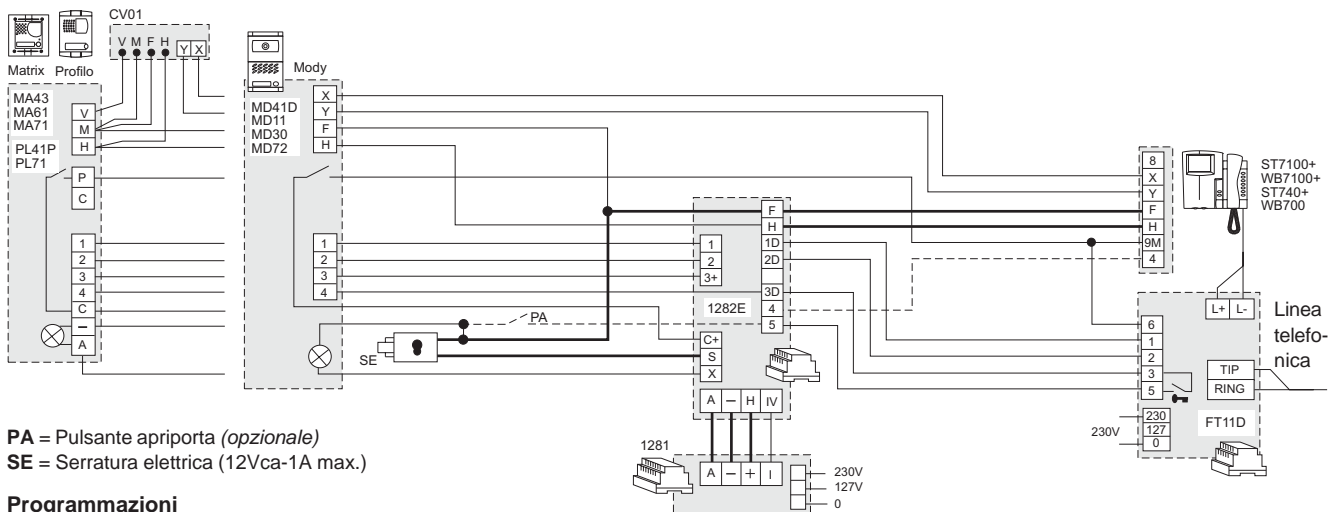 CV01
V M F H Y X
Matrix Profilo
Mody
MA43
MA61
MA71
PL41P
PL71
V
M
H
P
C
1
2
3
4
C
–
A
MD41D
MD11
MD30
MD72
X
Y
F
H
1
2
3
4
PA
SE
F
H
1D
2D
3D
4
5
1
2
3+
1282E
C+
S
X
A – H IV
1281
A – + I
230V
127V
0
8
X
Y
F
H
9M
4
ST7100+
WB7100+
ST740+
WB700
L+ L-
Linea
telefo-
nica
6
1
2
3
5
TIP
RING
FT11D
230V
230
127
0
PA = Pulsante apriporta (opzionale)
SE = Serratura elettrica (12Vca-1A max.)
Programmazioni